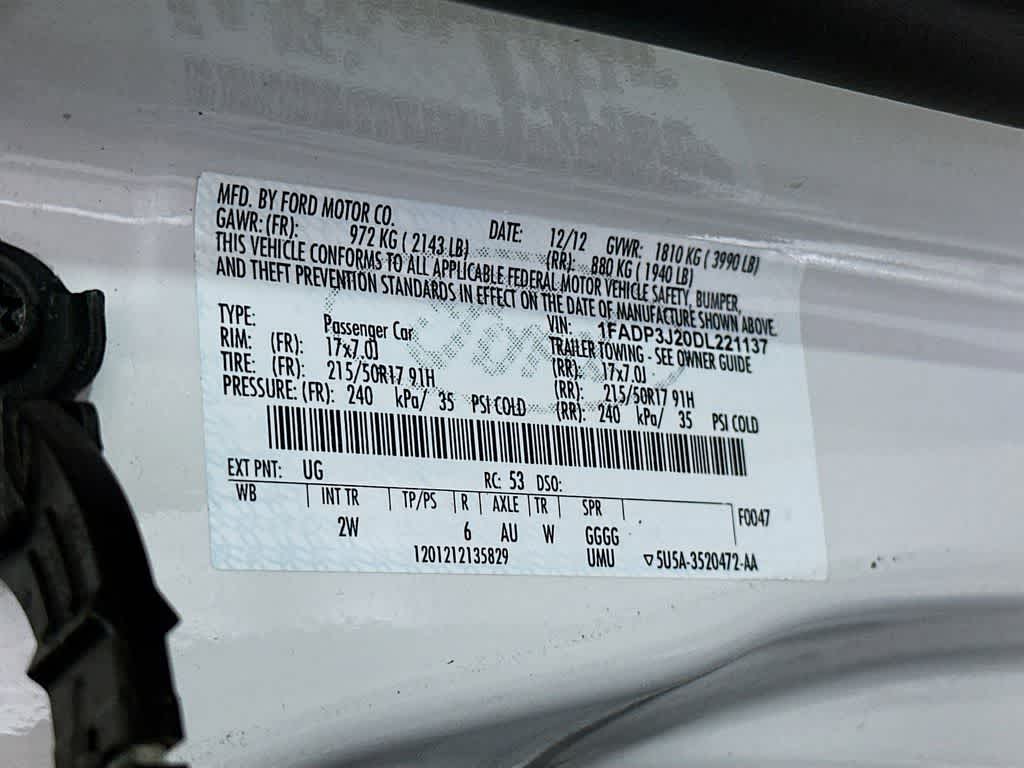 MFD. BY FORD MOTOR CO.
DATE: 12/12 GVWR: 1810 KG ( 3990 LB)
GAWR: (FR): 972 KG ( 2143 LB) (RR): 880 KG ( 1940 LB)
THIS VEHICLE CONFORMS TO ALL APPLICABLE FEDERAL MOTOR VEHICLE SAFETY, BUMPER,
AND THEFT PREVENTION STANDARDS IN EFFECT ON THE DATE OF MANUFACTURE SHOWN ABOVE.
VIN: 1FADP3J20DL221137
TYPE: Passenger Car TRAILER TOWING - SEE OWNER GUIDE
RIM: (FR): 17x7.0J (RR): 17x7.0J
TIRE: (FR): 215/50R17 91H (RR): 215/50R17 91H
PRESSURE: (FR): 240 kPa/ 35 PSI COLD (RR): 240 kPa/ 35 PSI COLD
EXT PNT: UG RC: 53 DSO:
WB INT TR TP/PS R AXLE TR SPR F0047
2W 6 AU W GGGG
1201212135829 UMU ▽5U5A-3520472-AA
Ford